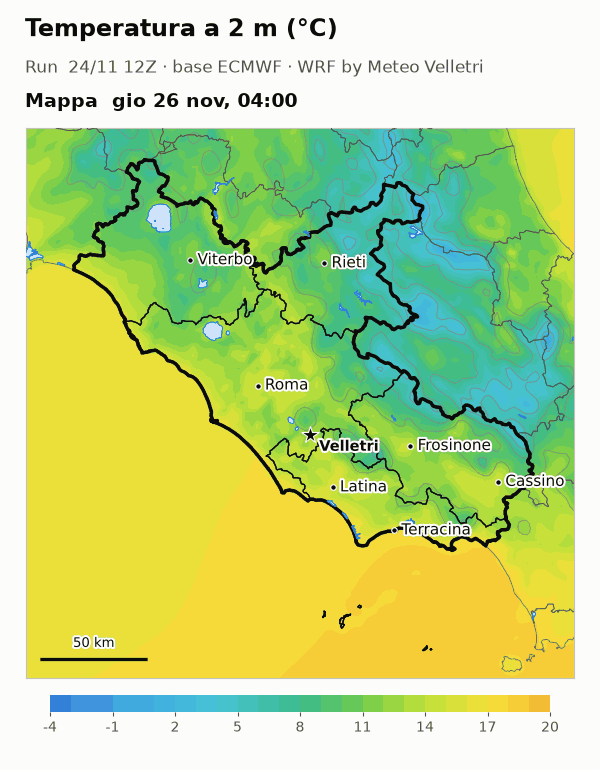 Temperatura a 2 m (°C)
Run  24/11 12Z · base ECMWF · WRF by Meteo Velletri
Mappa  gio 26 nov, 04:00
Viterbo
Rieti
Roma
Velletri
Frosinone
Latina
Cassino
Terracina
50 km
-4 -1 2 5 8 11 14 17 20